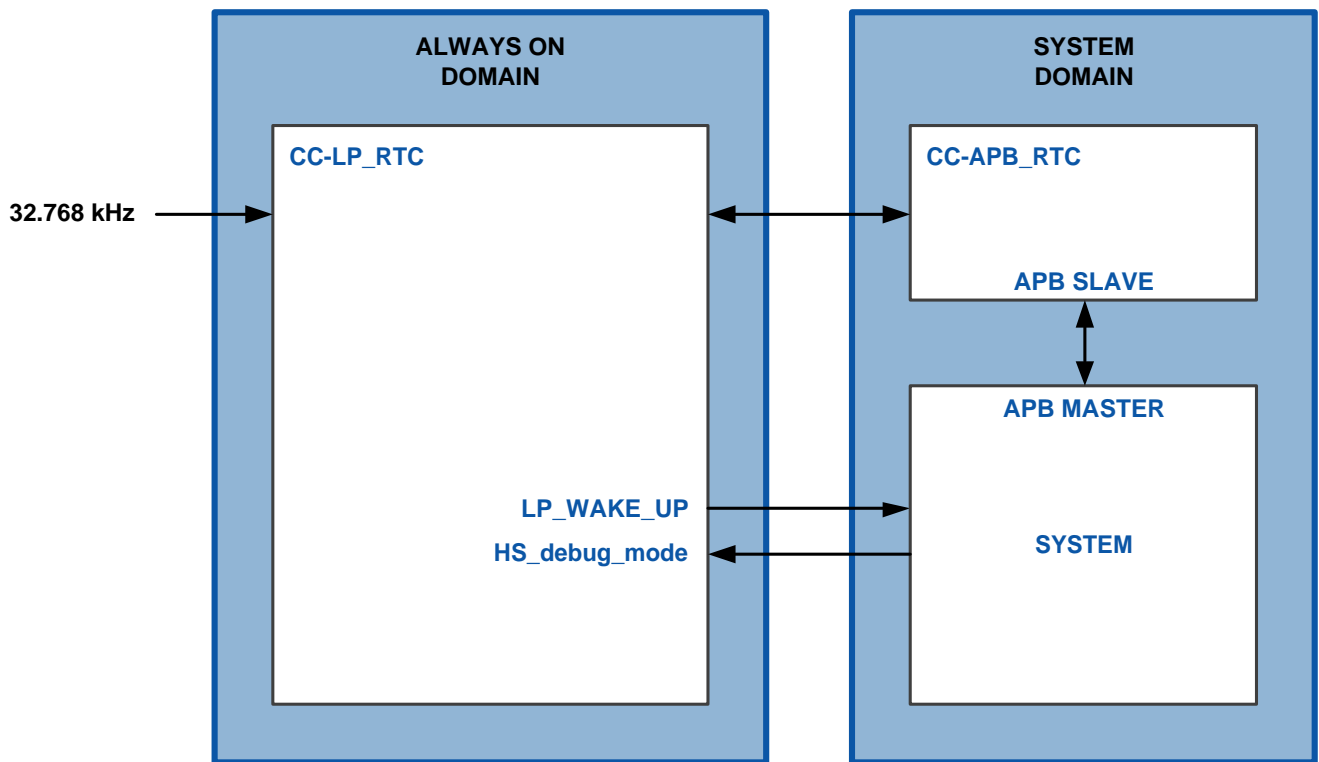 ALWAYS ON
DOMAIN
SYSTEM
DOMAIN
CC-LP_RTC
CC-APB_RTC
32.768 kHz
APB SLAVE
APB MASTER
LP_WAKE_UP
HS_debug_mode
SYSTEM